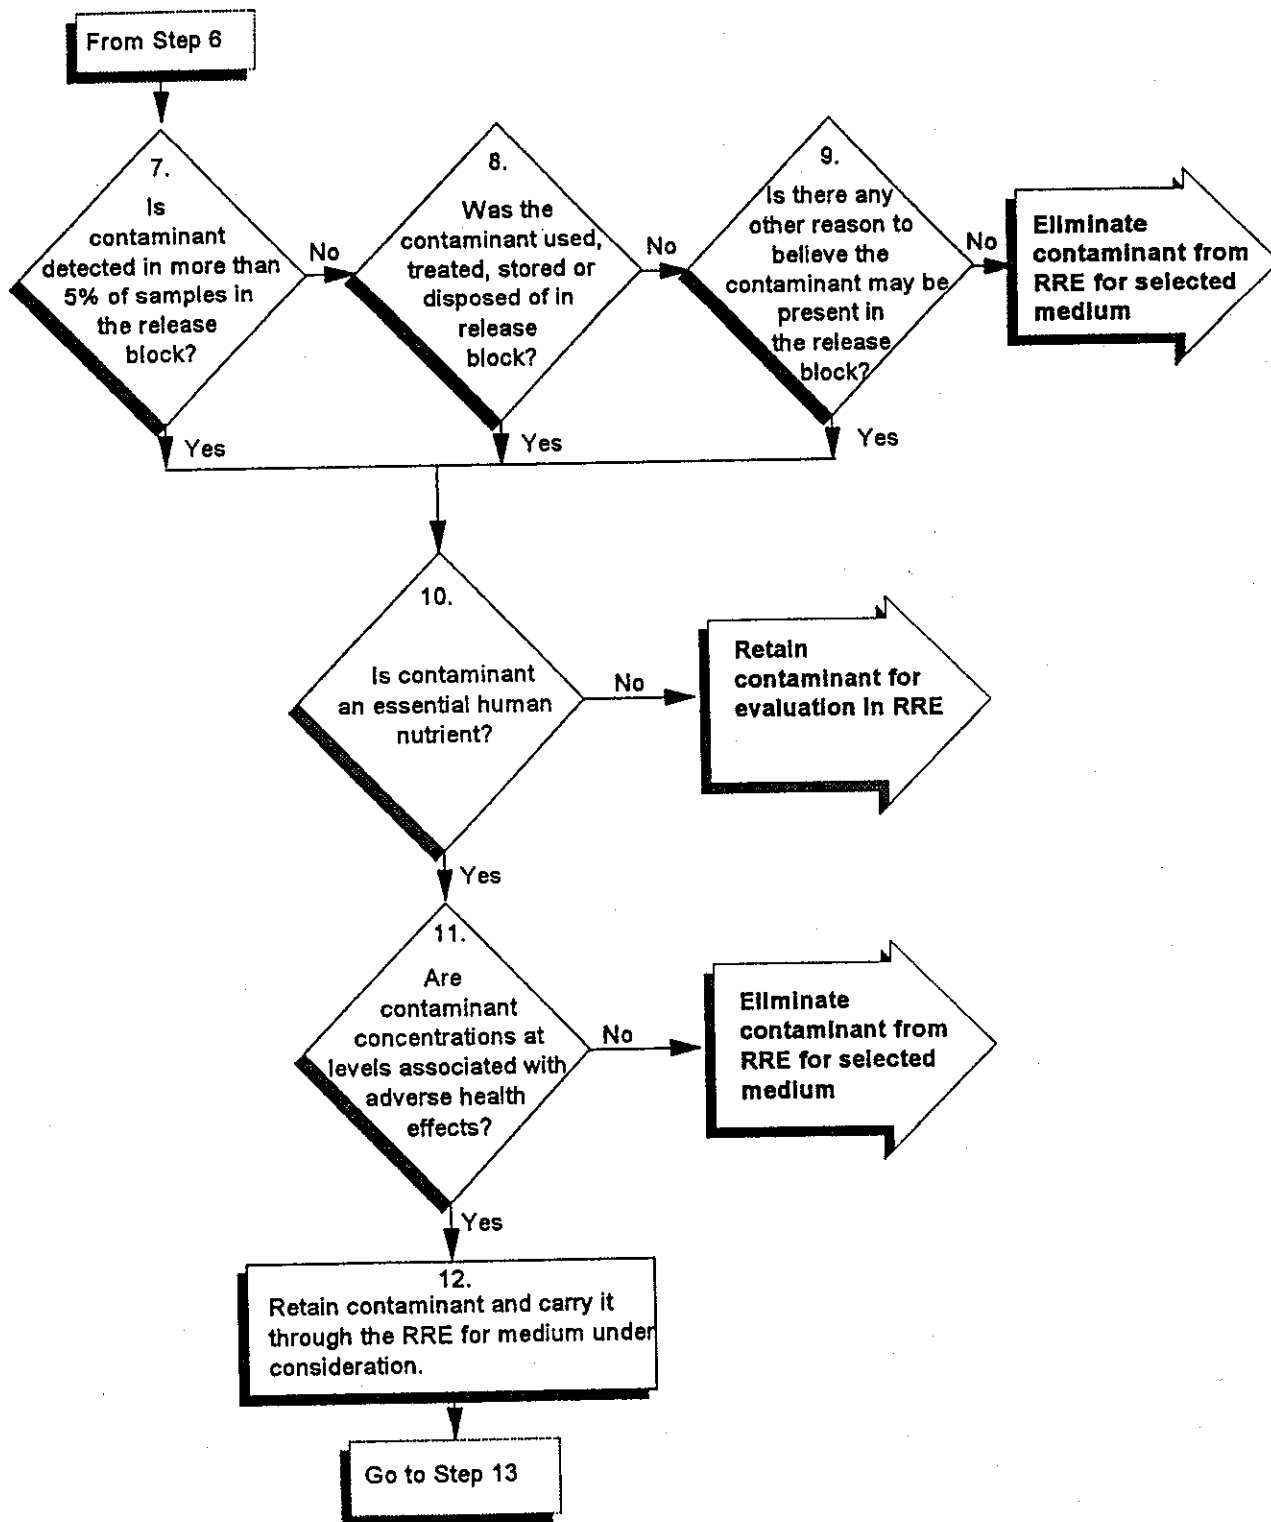 From Step 6
7.
Is
contaminant
detected in more than
5% of samples in
the release
block?
No
Yes
8.
Was the
contaminant used,
treated, stored or
disposed of in
release
block?
No
Yes
9.
Is there any
other reason to
believe the
contaminant may be
present in
the release
block?
No
Yes
Eliminate
contaminant from
RRE for selected
medium
10.
Is contaminant
an essential human
nutrient?
No
Yes
Retain
contaminant for
evaluation in RRE
11.
Are
contaminant
concentrations at
levels associated with
adverse health
effects?
No
Yes
Eliminate
contaminant from
RRE for selected
medium
12.
Retain contaminant and carry it
through the RRE for medium under
consideration.
Go to Step 13